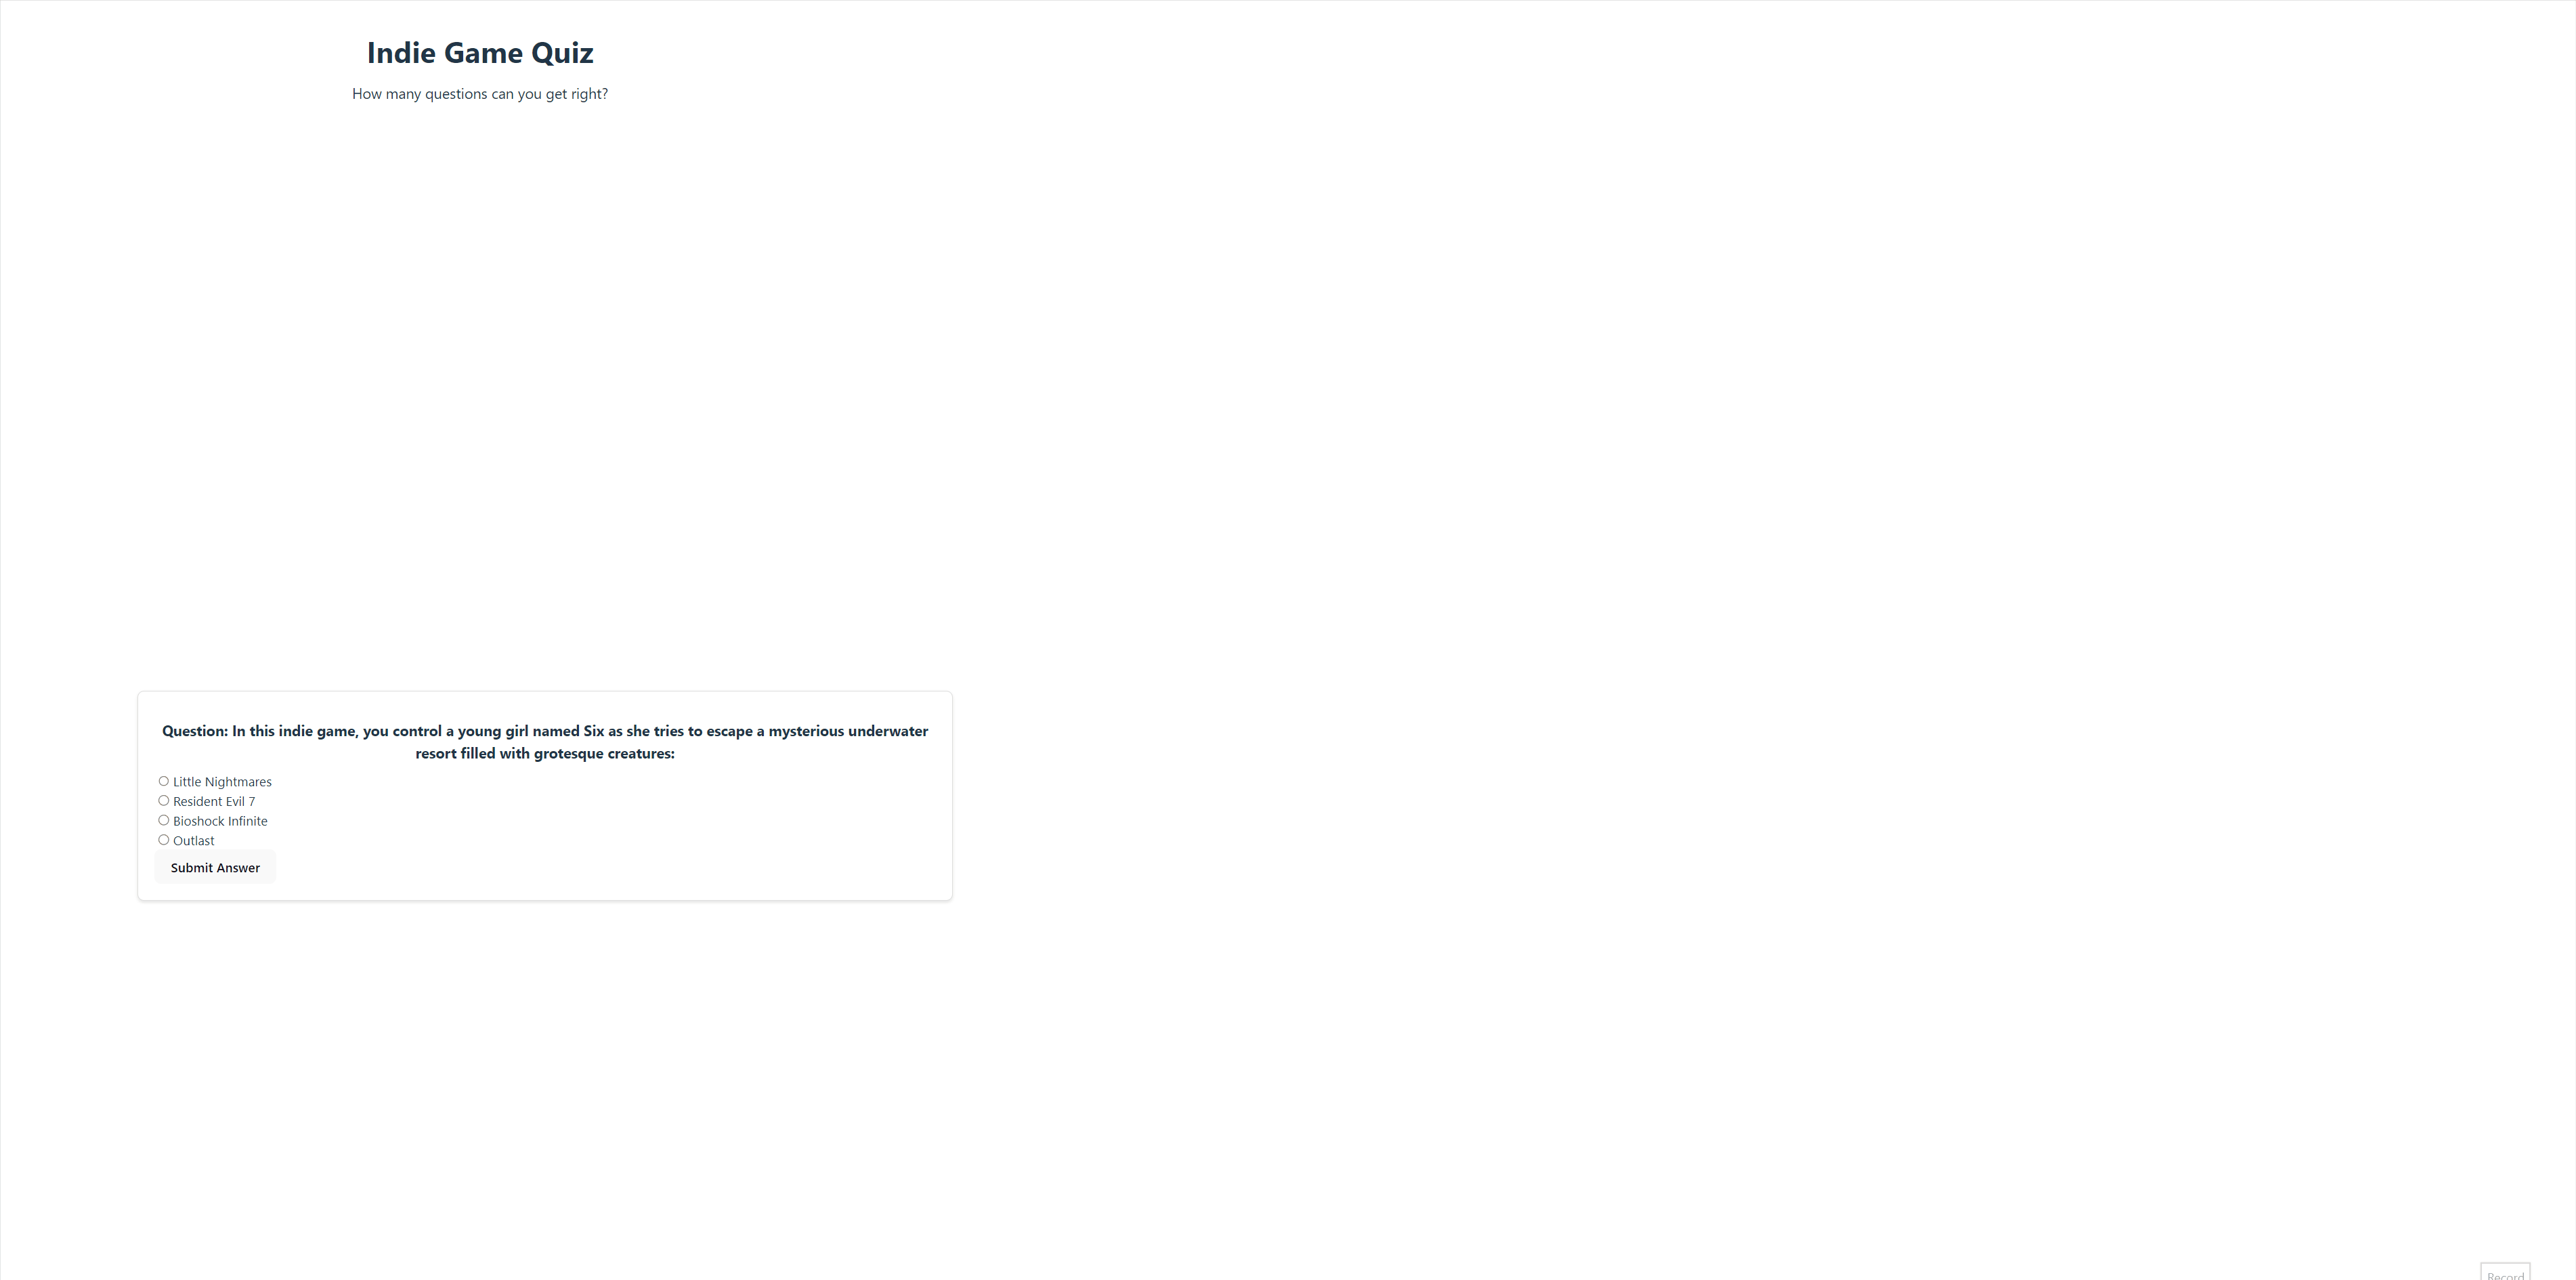 Indie Game Quiz
How many questions can you get right?
Question: In this indie game, you control a young girl named Six as she tries to escape a mysterious underwater
resort filled with grotesque creatures:
Little Nightmares
Resident Evil 7
Bioshock Infinite
Outlast
Submit Answer
Record